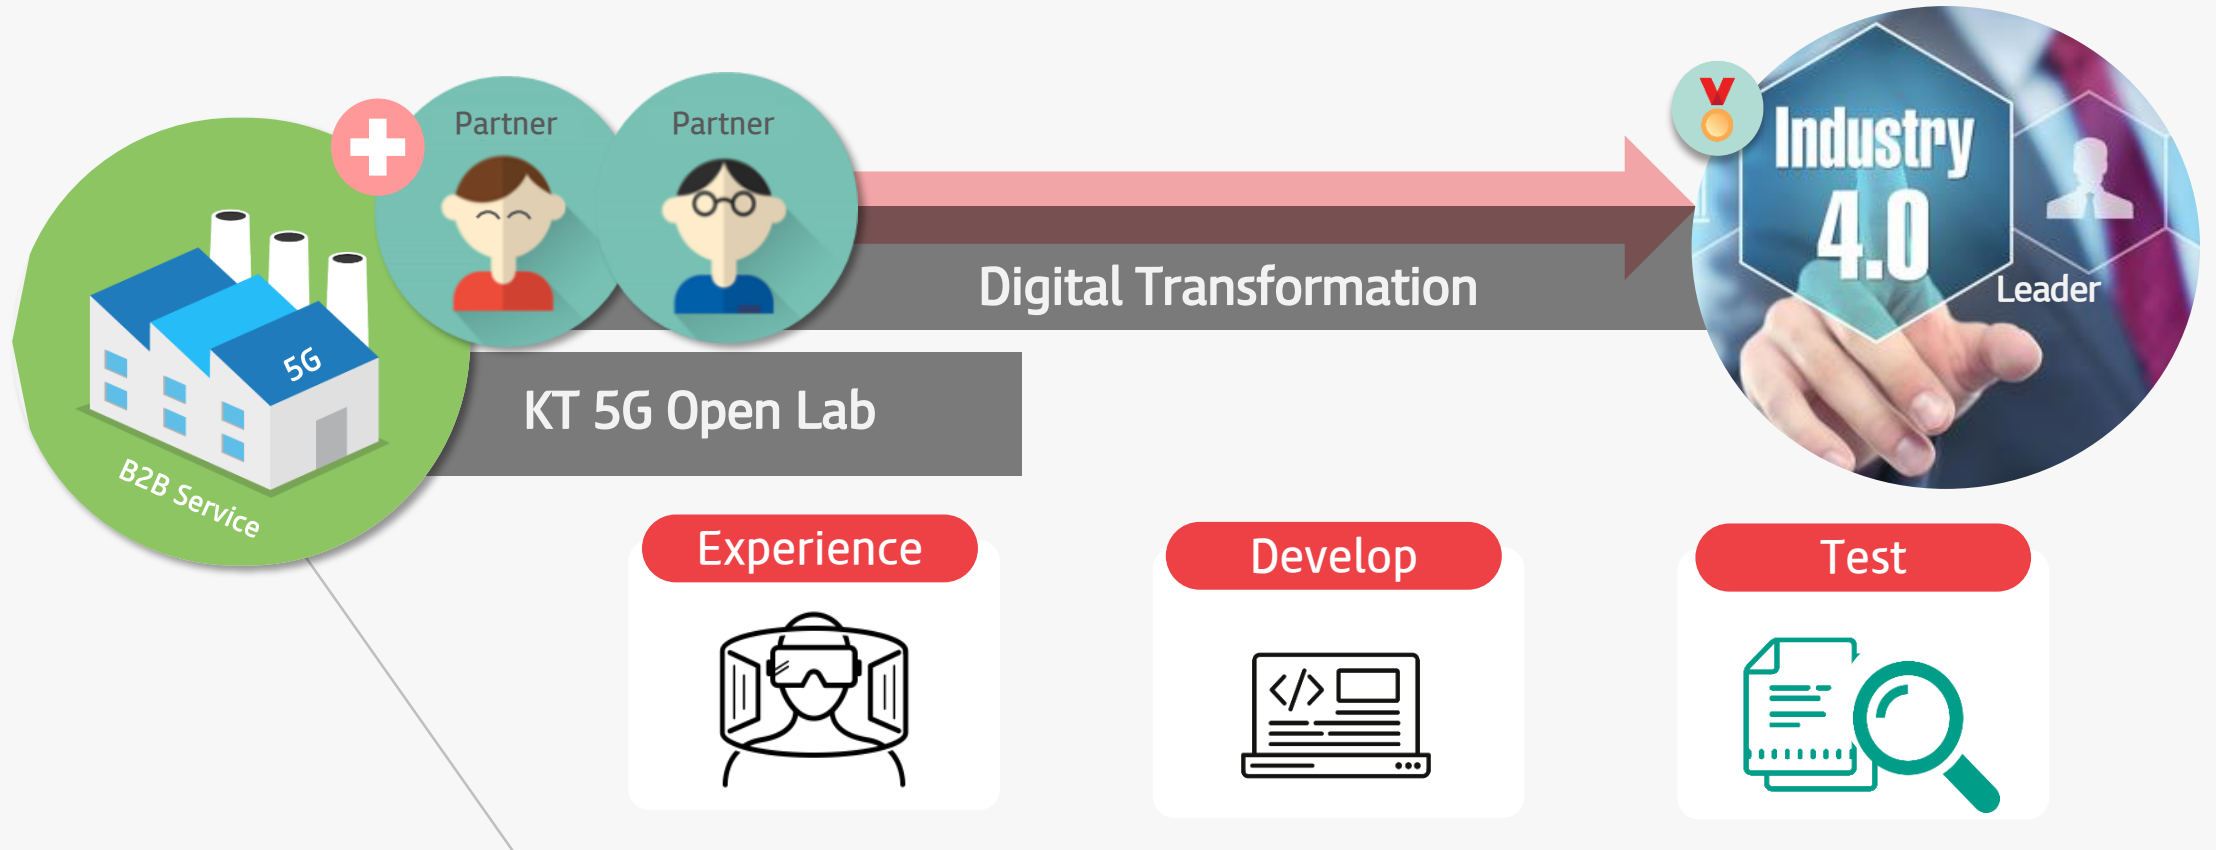 Partner
Partner
Industry
4.0
Leader
Digital Transformation
5G
KT 5G Open Lab
B2B Service
Experience
Develop
Test